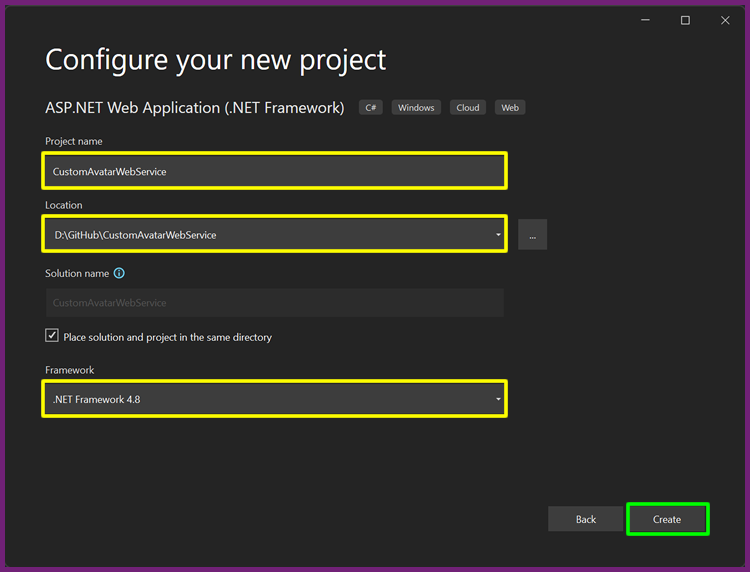 Configure your new project
ASP.NET Web Application (.NET Framework) C# Windows Cloud Web
Project name
CustomAvatarWebService
Location
D:\GitHub\CustomAvatarWebService
...
Solution name
CustomAvatarWebService
Place solution and project in the same directory
Framework
.NET Framework 4.8
Back Create